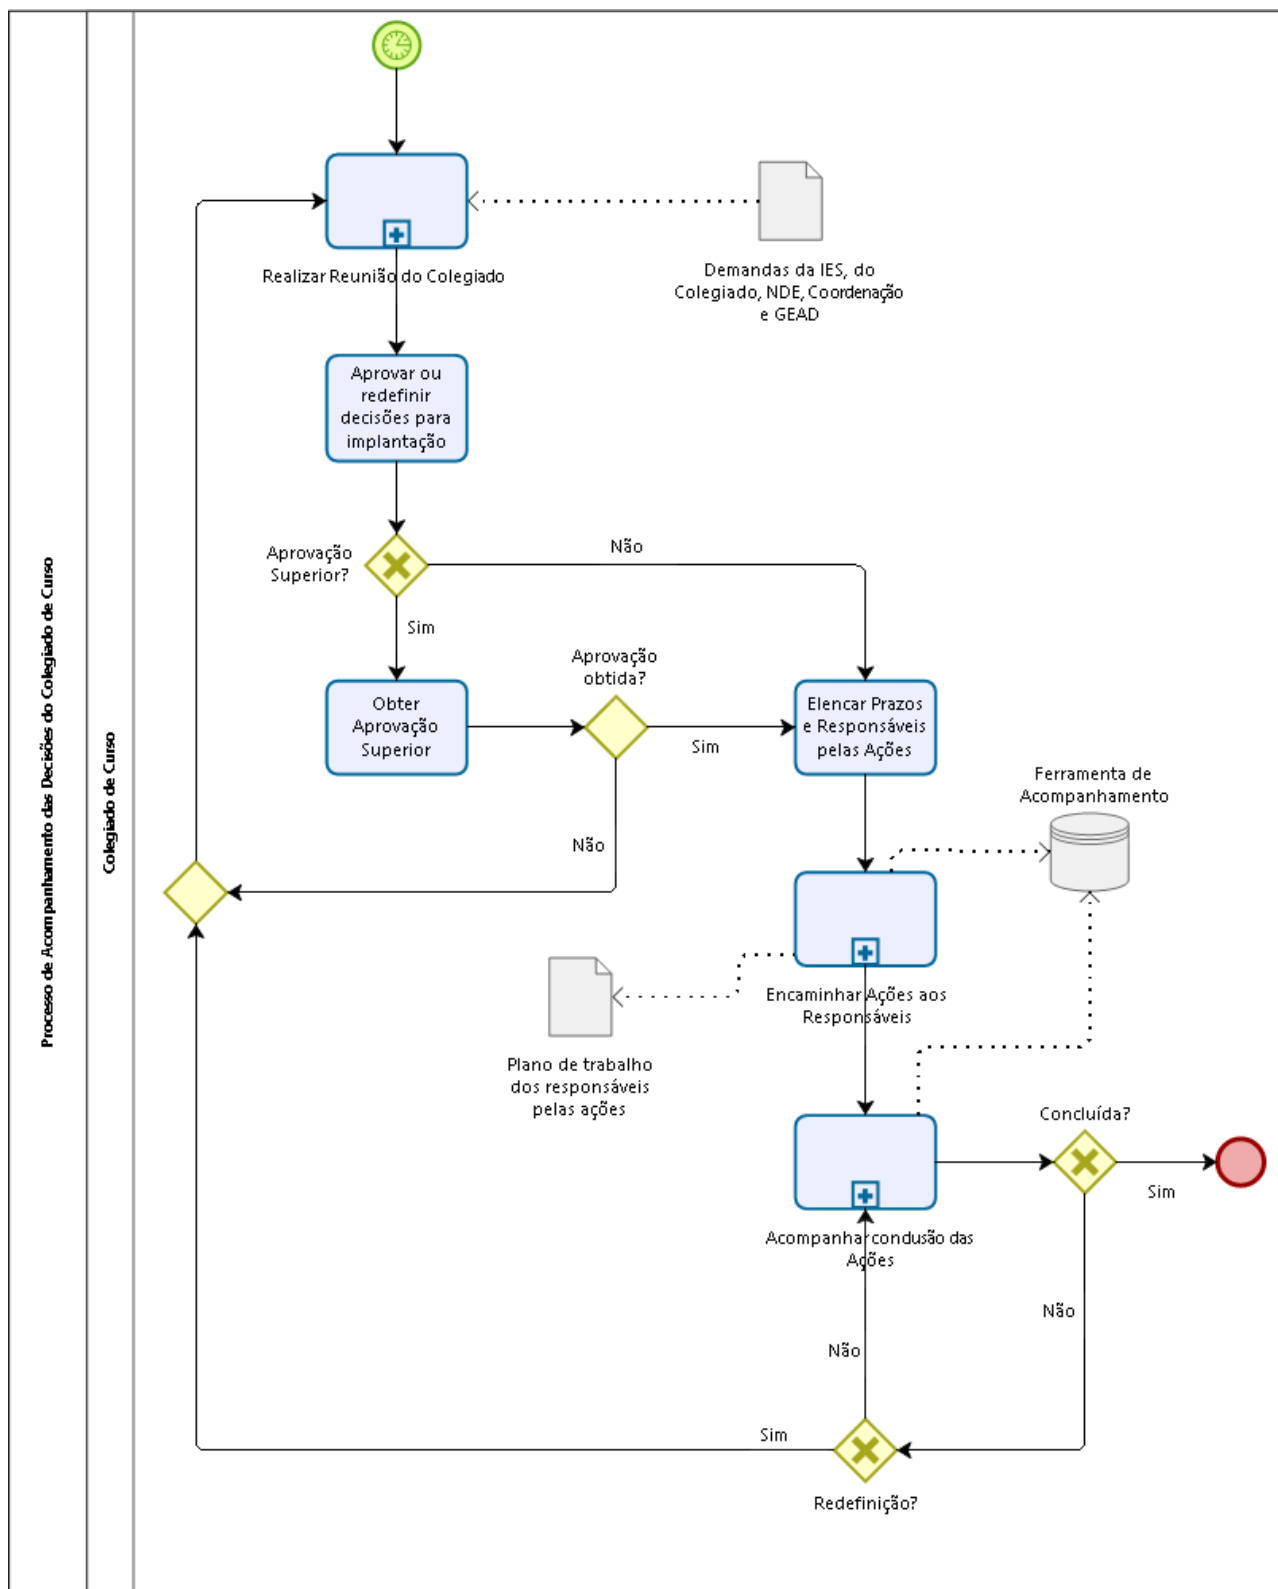 Processo de Acompanhamento das Decisões do Colegiado de Curso
Colegiado de Curso
Realizar Reunião do Colegiado
Demandas da IES, do
Colegiado, NDE, Coordenação
e GEAD
Aprovar ou
redefinir
decisões para
implantação
Aprovação
Superior?
Não
Sim
Obter
Aprovação
Superior
Aprovação
obtida?
Sim
Não
Elencar Prazos
e Responsáveis
pelas Ações
Ferramenta de
Acompanhamento
Encaminhar Ações aos
Responsáveis
Plano de trabalho
dos responsáveis
pelas ações
Acompanhar conclusão das
Ações
Concluída?
Sim
Não
Não
Sim
Redefinição?